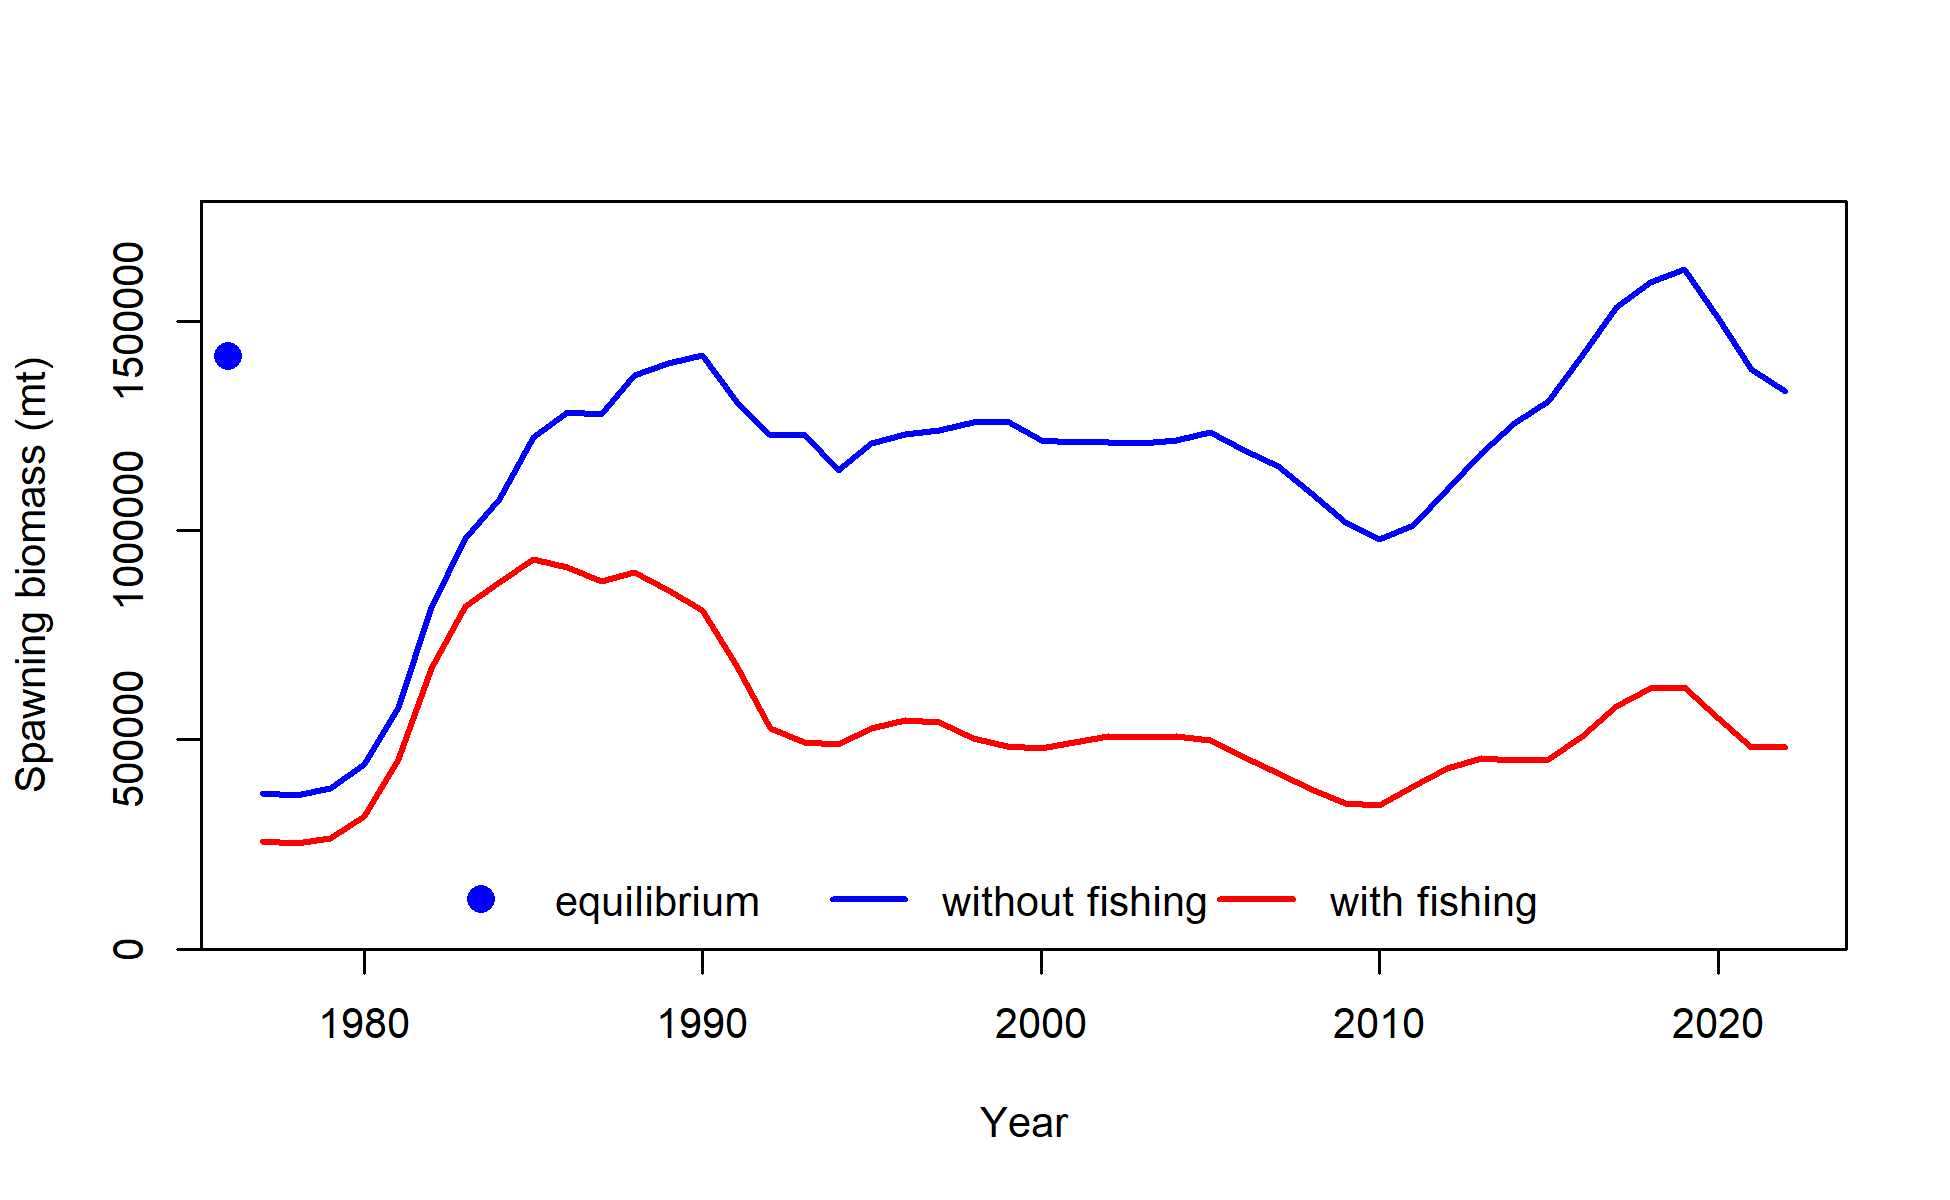 Spawning biomass (mt)
1500000
1000000
500000
0
equilibrium without fishing with fishing
1980 1990 2000 2010 2020
Year